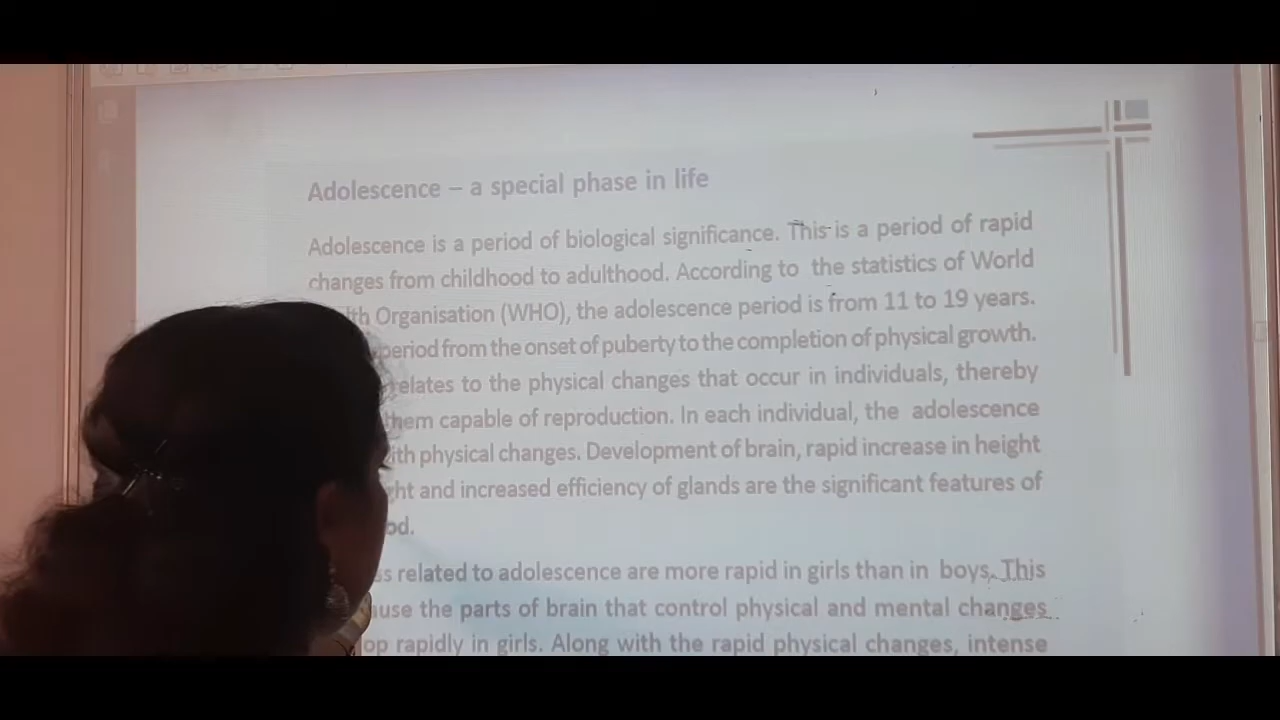 Adolescence – a special phase in life
Adolescence is a period of biological significance. This is a period of rapid
changes from childhood to adulthood. According to the statistics of World
lth Organisation (WHO), the adolescence period is from 11 to 19 years.
period from the onset of puberty to the completion of physical growth.
elates to the physical changes that occur in individuals, thereby
them capable of reproduction. In each individual, the adolescence
ith physical changes. Development of brain, rapid increase in height
ht and increased efficiency of glands are the significant features of
od.
s related to adolescence are more rapid in girls than in boys. This
use the parts of brain that control physical and mental changes
op rapidly in girls. Along with the rapid physical changes, intense